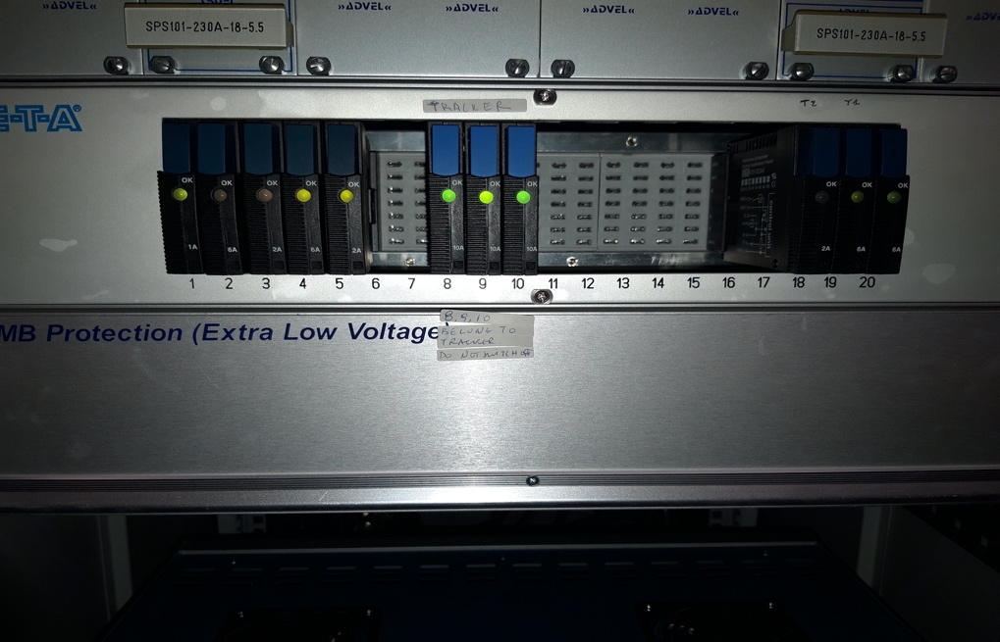 »ADVEL« »ADVEL« »ADVEL« »ADVEL« »ADVEL
SPS101-230A-18-5.5 SPS101-230A-18-5.5
E-T-A
TRACKER
T2 T1
OK OK OK OK OK OK OK OK OK OK OK
1A 6A 2A 6A 2A 10A 10A 10A 2A 6A 6A
1 2 3 4 5 6 7 8 9 10 11 12 13 14 15 16 17 18 19 20
MB Protection (Extra Low Voltage)
8, 9, 10
BELONG TO
TRACKER
DO NOT SWITCH OFF